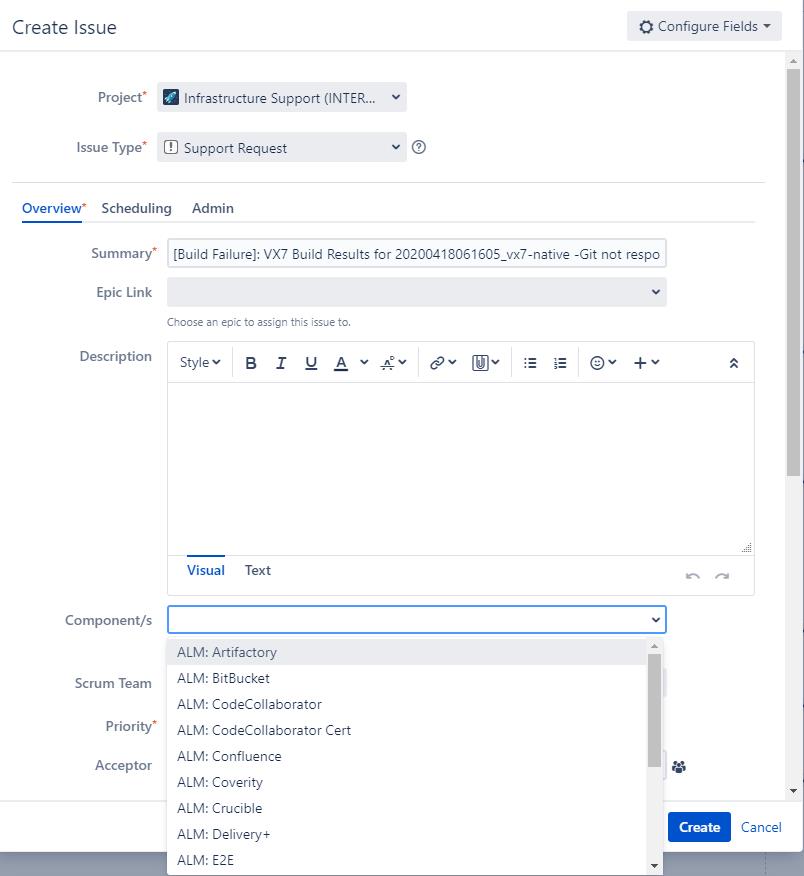 Create Issue
Configure Fields
Project*
Infrastructure Support (INTER...
Issue Type*
Support Request
Overview* Scheduling Admin
Summary*
[Build Failure]: VX7 Build Results for 20200418061605_vx7-native -Git not respo
Epic Link
Choose an epic to assign this issue to.
Description
Style B I U A
Visual Text
Component/s
ALM: Artifactory
ALM: BitBucket
Scrum Team
ALM: CodeCollaborator
Priority*
ALM: CodeCollaborator Cert
ALM: Confluence
Acceptor
ALM: Coverity
ALM: Crucible
ALM: Delivery+
ALM: E2E
Create Cancel